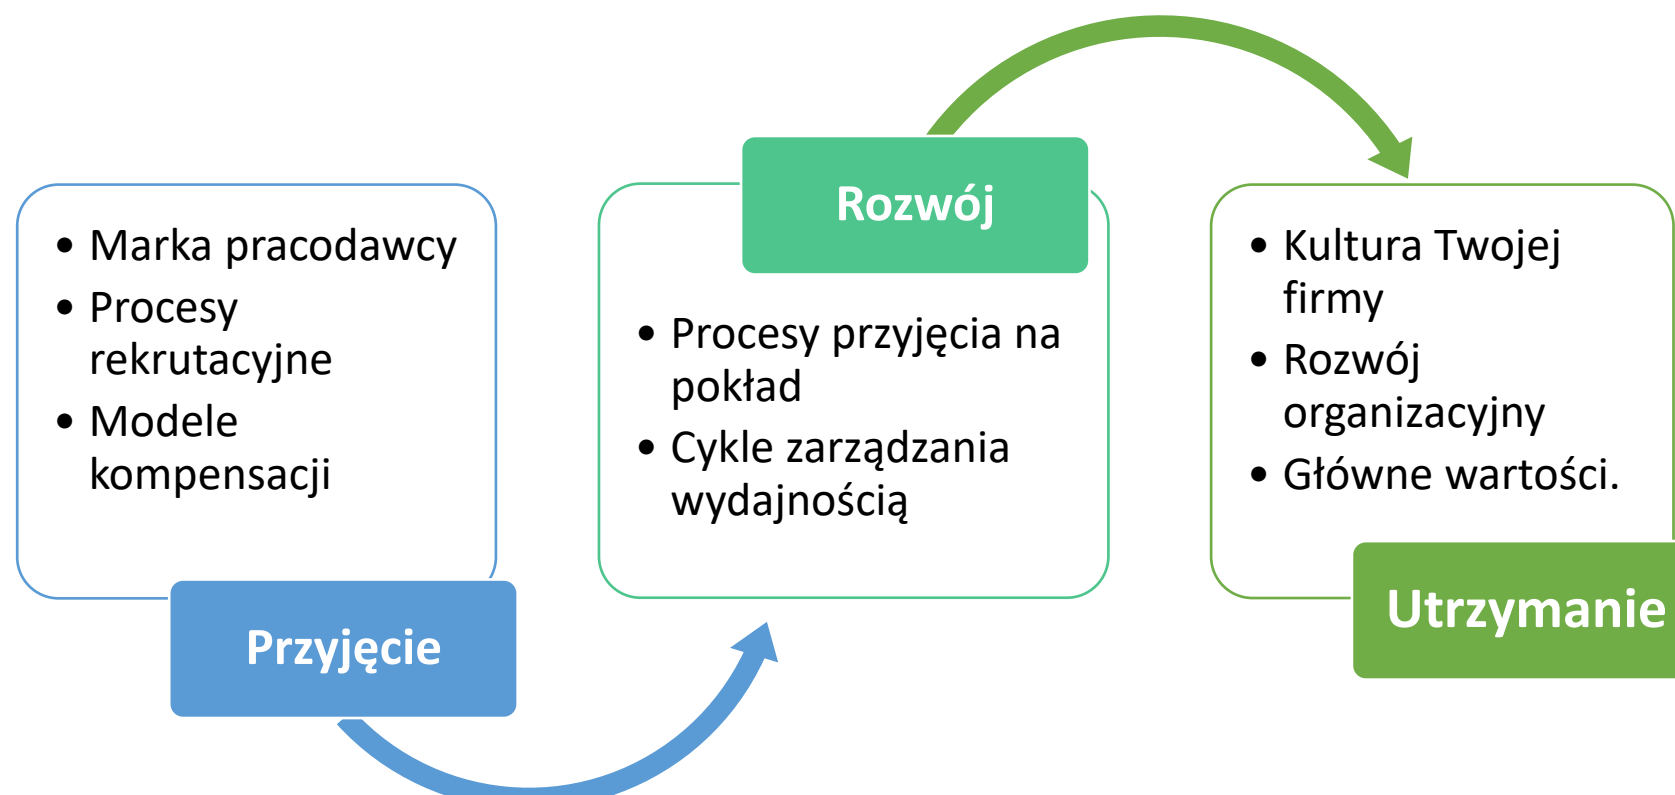 • Marka pracodawcy
• Procesy
rekrutacyjne
• Modele
kompensacji
Przyjęcie
Rozwój
• Procesy przyjęcia na
pokład
• Cykle zarządzania
wydajnością
• Kultura Twojej
firmy
• Rozwój
organizacyjny
• Główne wartości.
Utrzymanie